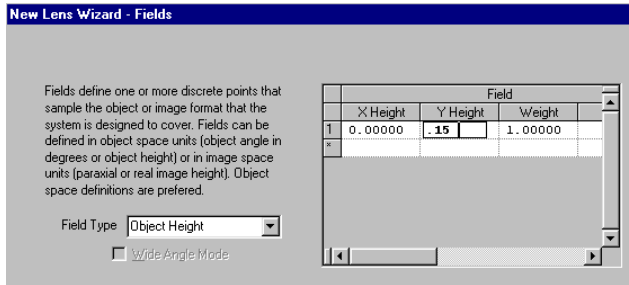 New Lens Wizard - Fields
Fields define one or more discrete points that
sample the object or image format that the
system is designed to cover. Fields can be
defined in object space units (object angle in
degrees or object height) or in image space
units (paraxial or real image height). Object
space definitions are prefered.
Field Type Object Height
Wide Angle Mode
Field
X Height Y Height Weight
1 0.00000 .15 1.00000
*